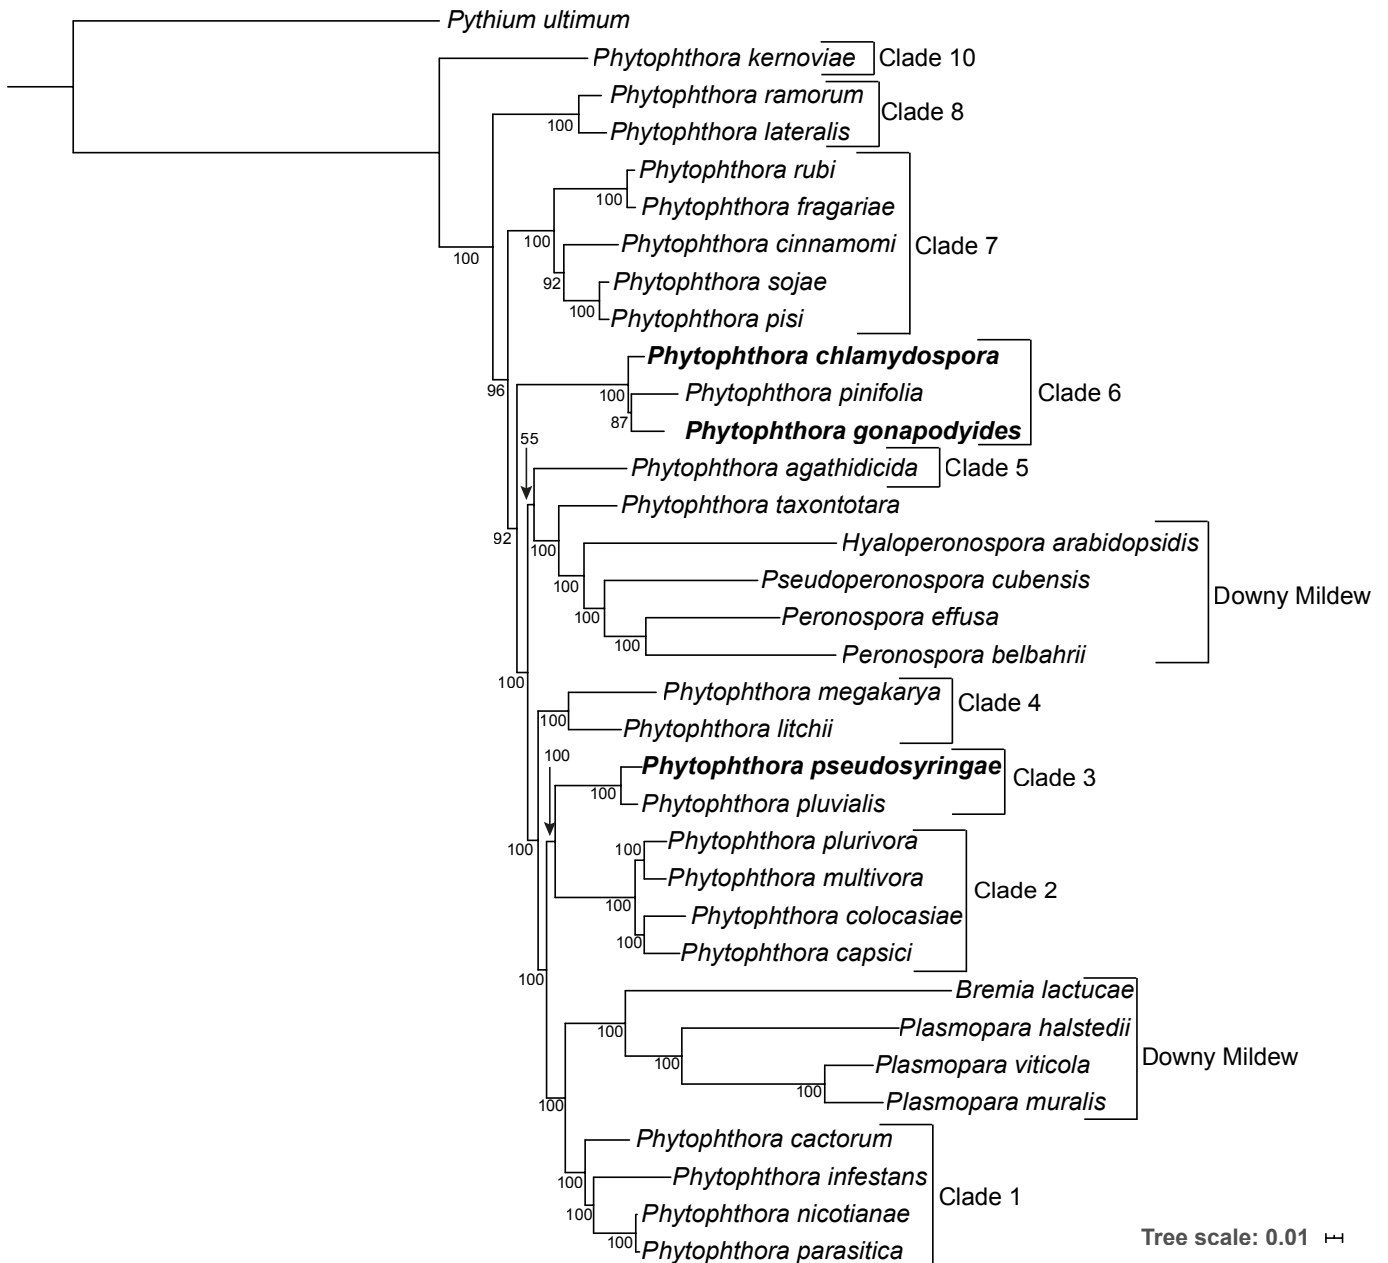 Pythium ultimum
Phytophthora kernoviae
Clade 10
Phytophthora ramorum
Clade 8
100
Phytophthora lateralis
Phytophthora rubi
100
Phytophthora fragariae
100
Phytophthora cinnamomi
Clade 7
100
92
Phytophthora sojae
100
Phytophthora pisi
Phytophthora chlamydospora
96
100
Phytophthora pinifolia
Clade 6
87
Phytophthora gonapodyides
55
Phytophthora agathidicida
Clade 5
Phytophthora taxontotara
92
100
Hyaloperonospora arabidopsidis
100
Pseudoperonospora cubensis
Downy Mildew
100
Peronospora effusa
100
Peronospora belbahrii
100
Phytophthora megakarya
Clade 4
100
Phytophthora litchii
100
Phytophthora pseudosyringae
Clade 3
100
Phytophthora pluvialis
100
Phytophthora plurivora
100
Phytophthora multivora
Clade 2
100
Phytophthora colocasiae
100
Phytophthora capsici
100
Bremia lactucae
100
Phytophthora
Plasmopara halstedii
100
Downy Mildew
Plasmopara viticola
100
Plasmopara muralis
100
Phytophthora cactorum
100
Phytophthora infestans
Clade 1
100
Phytophthora nicotianae
100
Phytophthora parasitica
Tree scale: 0.01